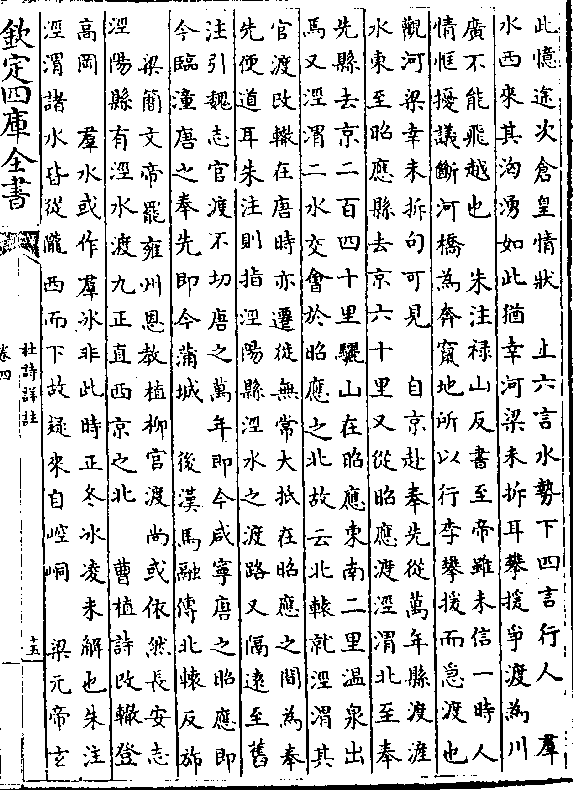 此憶途次倉皇情狀　上六言水勢下四言行人　羣
水西來其洶湧如此猶幸河梁未拆耳攀援爭渡為川
廣不能飛越也　朱注禄山反書至帝雖未信一時人
情恇擾議斷河橋為奔竄地所以行李攀援而急渡也
觀河梁幸未拆句可見　自京赴奉先從萬年縣渡滻
水東至昭應縣去京六十里又從昭應渡涇渭北至奉
先縣去京二百四十里驪山在昭應東南二里温泉出
馬又涇渭二水交會於昭應之北故云北轅就涇渭其
官渡改轍在唐時亦遷徙無常大抵在昭應之間為奉
先便道耳朱注則指涇陽縣涇水之渡路又隔遠至舊
注引魏志官渡不切唐之萬年即今咸寧唐之昭應即
今臨潼唐之奉先即今蒲城　後漢馬融傳北轅反旆
梁簡文帝罷雍州恩教植柳官渡尚或依然長安志
涇陽縣有涇水渡九正直西京之北　曹植詩改轍登
高岡　羣水或作羣冰非此時正冬冰凌未解也朱注
涇渭諸水皆從隴西而下故疑來自崆峒　梁元帝玄
欽定四庫全書
杜詩詳註
卷四
十五